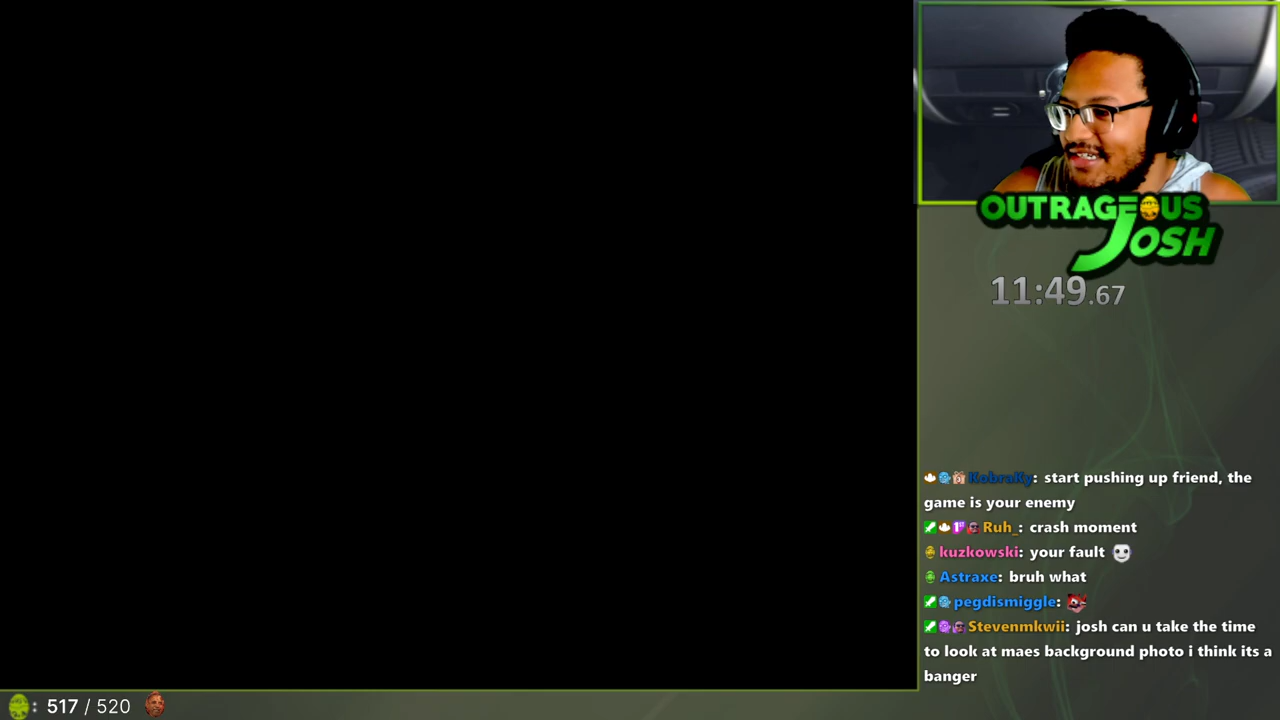 OUTRAGEOUS
JOSH
11:49.67
KobraKy: start pushing up friend, the
game is your enemy
Ruh_: crash moment
kuzkowski: your fault
Astraxe: bruh what
pegdismiggle:
Stevenmkwii: josh can u take the time
to look at maes background photo i think its a
banger
: 517 / 520